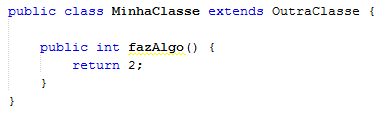 public class MinhaClasse extends OutraClasse {
public int fazAlgo() {
return 2;
}
}